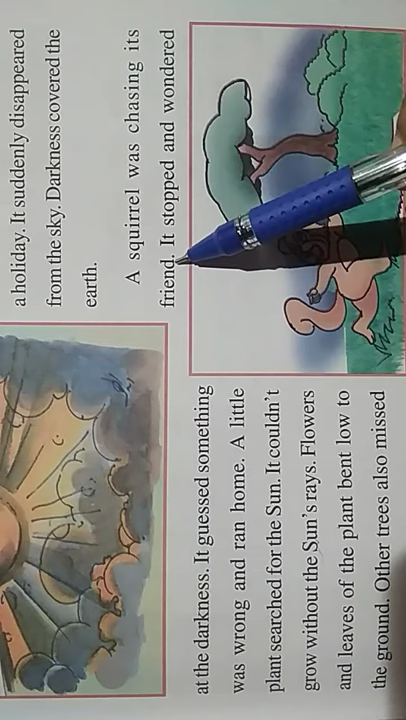 a holiday. It suddenly disappeared
from the sky. Darkness covered the
earth.
A squirrel was chasing its
friend. It stopped and wondered
at the darkness. It guessed something
was wrong and ran home. A little
plant searched for the Sun. It couldn't
grow without the Sun's rays. Flowers
and leaves of the plant bent low to
the ground. Other trees also missed